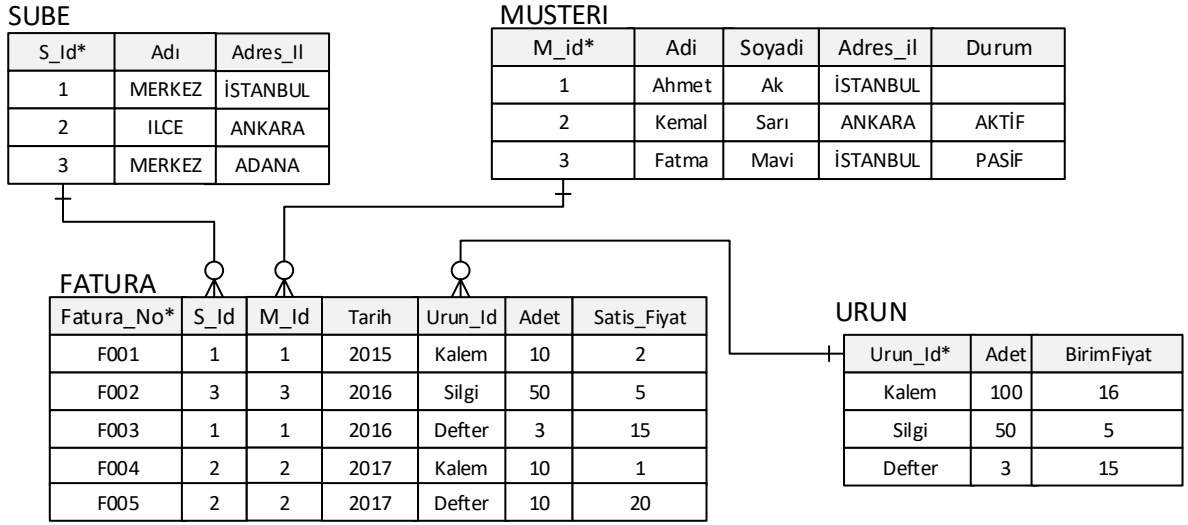 SUBE
S_Id* Adı Adres_Il
1 MERKEZ İSTANBUL
2 ILCE ANKARA
3 MERKEZ ADANA
MUSTERI
M_id* Adi Soyadi Adres_il Durum
1 Ahmet Ak İSTANBUL
2 Kemal Sarı ANKARA AKTİF
3 Fatma Mavi İSTANBUL PASİF
FATURA
Fatura_No* S_Id M_Id Tarih Urun_Id Adet Satis_Fiyat
F001 1 1 2015 Kalem 10 2
F002 3 3 2016 Silgi 50 5
F003 1 1 2016 Defter 3 15
F004 2 2 2017 Kalem 10 1
F005 2 2 2017 Defter 10 20
URUN
Urun_Id* Adet BirimFiyat
Kalem 100 16
Silgi 50 5
Defter 3 15